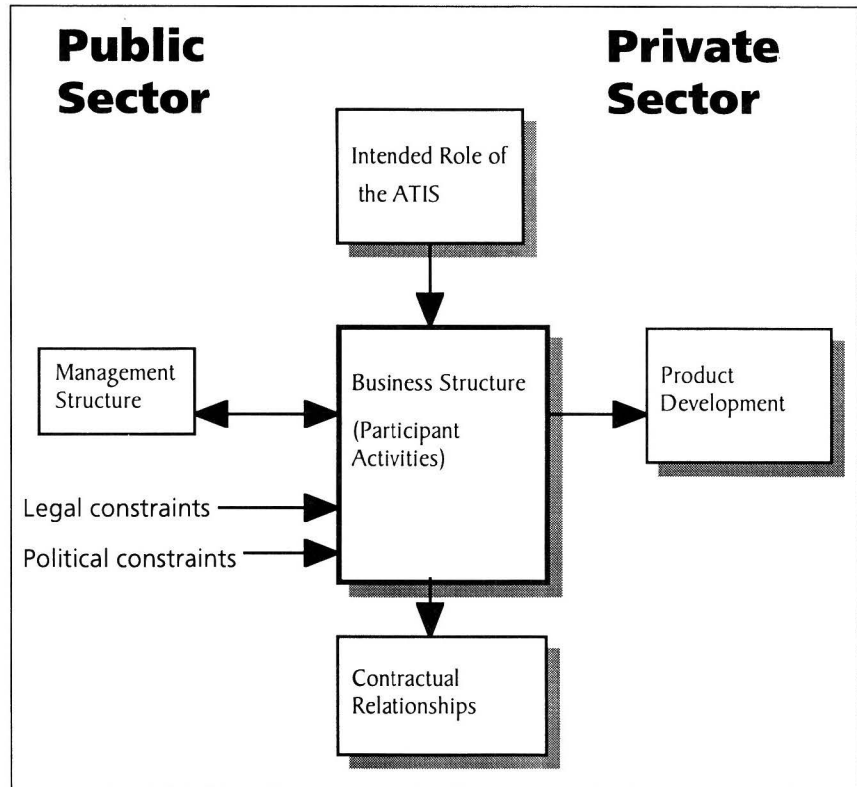 Public
Sector
Private
Sector
Intended Role of
the ATIS
Management
Structure
Business Structure
(Participant
Activities)
Product
Development
Legal constraints
Political constraints
Contractual
Relationships